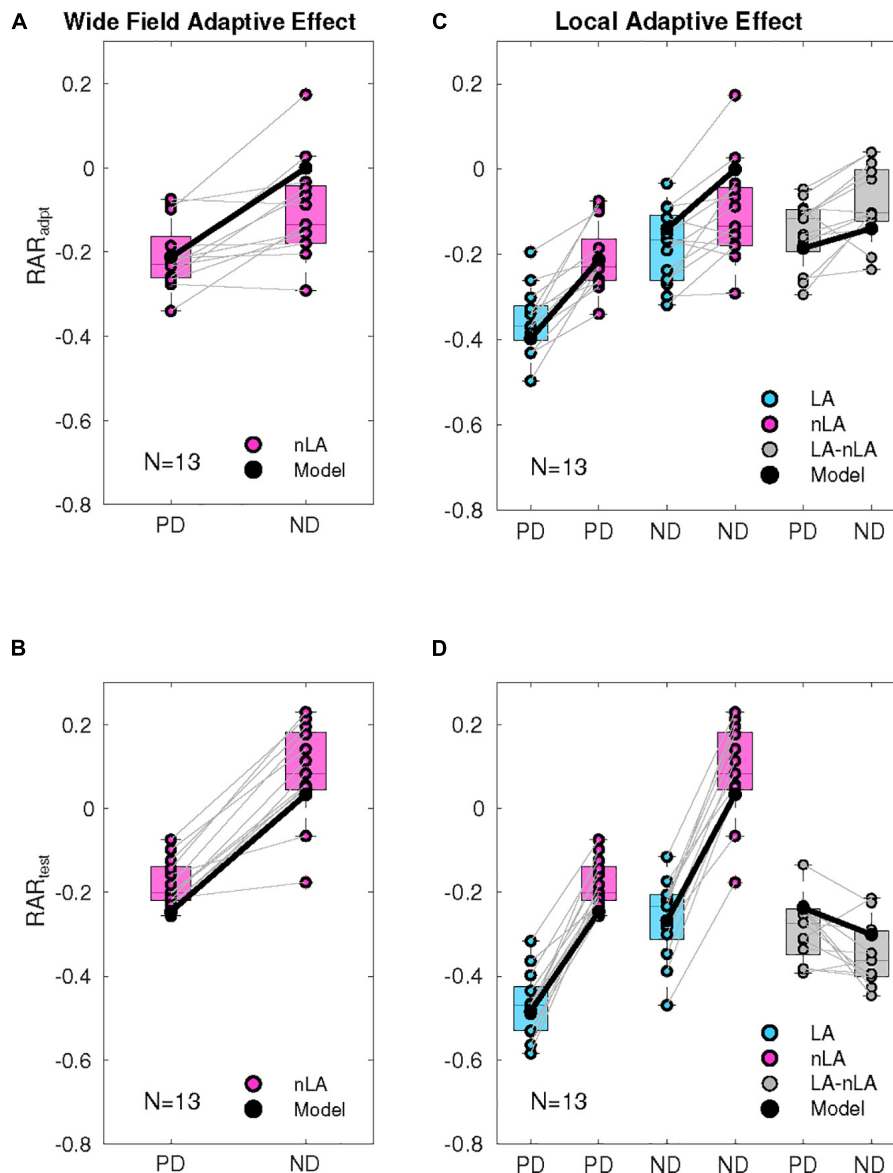 A
Wide Field Adaptive Effect
0.2
0
-0.2
-0.4
-0.6
-0.8
RARadpt
N=13
nLA
Model
PD
ND
C
Local Adaptive Effect
0.2
0
-0.2
-0.4
-0.6
-0.8
LA
nLA
LA-nLA
Model
N=13
PD
PD
ND
ND
PD
ND
B
0.2
0
-0.2
-0.4
-0.6
-0.8
RARtest
N=13
nLA
Model
PD
ND
D
0.2
0
-0.2
-0.4
-0.6
-0.8
LA
nLA
LA-nLA
Model
N=13
PD
PD
ND
ND
PD
ND